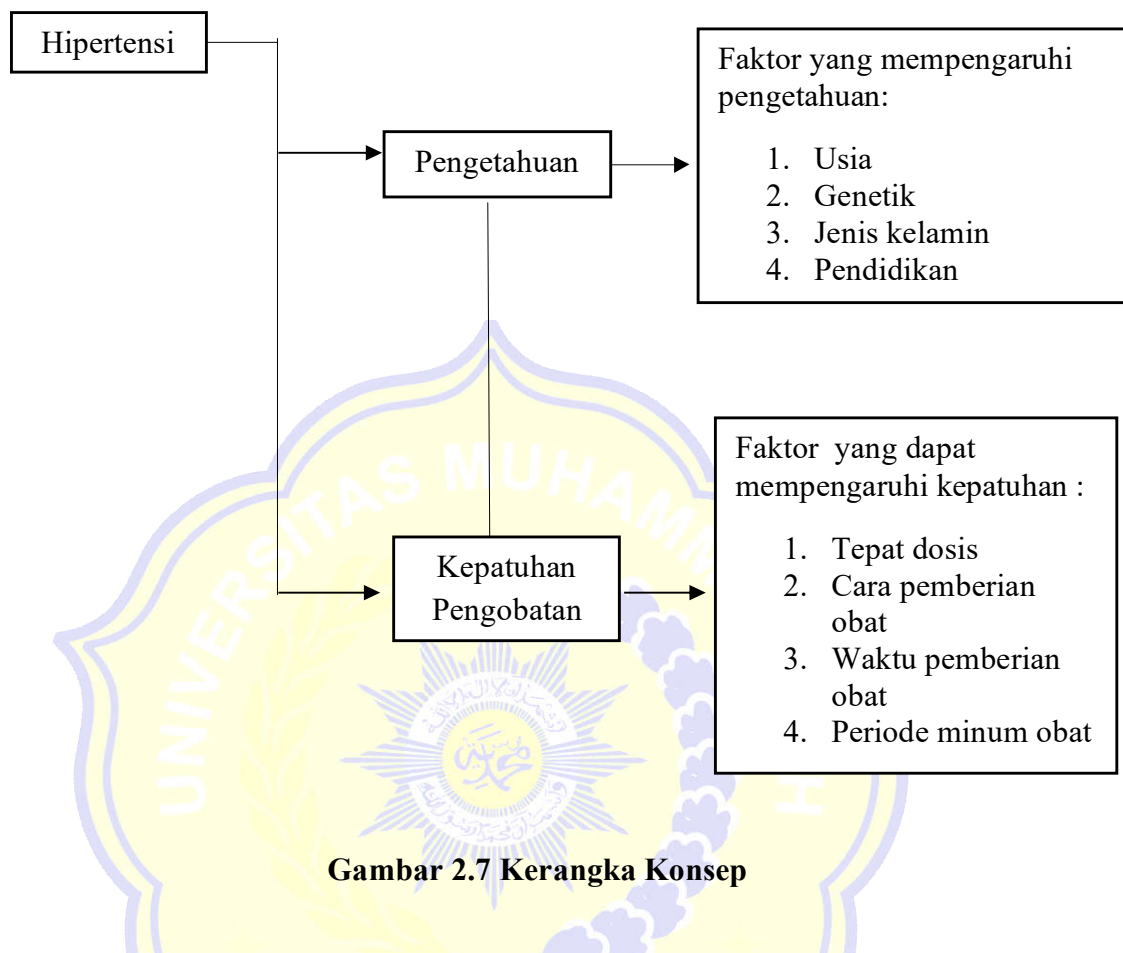 Hipertensi
Faktor yang mempengaruhi
pengetahuan:
1. Usia
2. Genetik
3. Jenis kelamin
4. Pendidikan
Pengetahuan
Faktor yang dapat
mempengaruhi kepatuhan :
1. Tepat dosis
2. Cara pemberian
obat
3. Waktu pemberian
obat
4. Periode minum obat
Kepatuhan
Pengobatan
UNIVERSITAS MUHAMM
H
Gambar 2.7 Kerangka Konsep